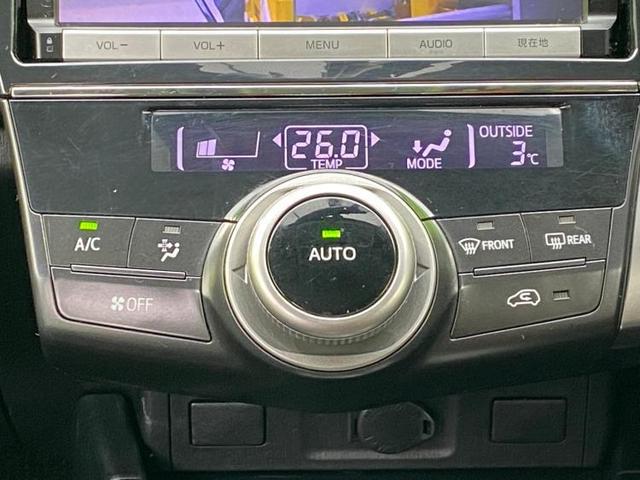 VOL− VOL+ MENU AUDIO 現在地
26.0 OUTSIDE
TEMP MODE 3℃
A/C AUTO FRONT REAR
OFF